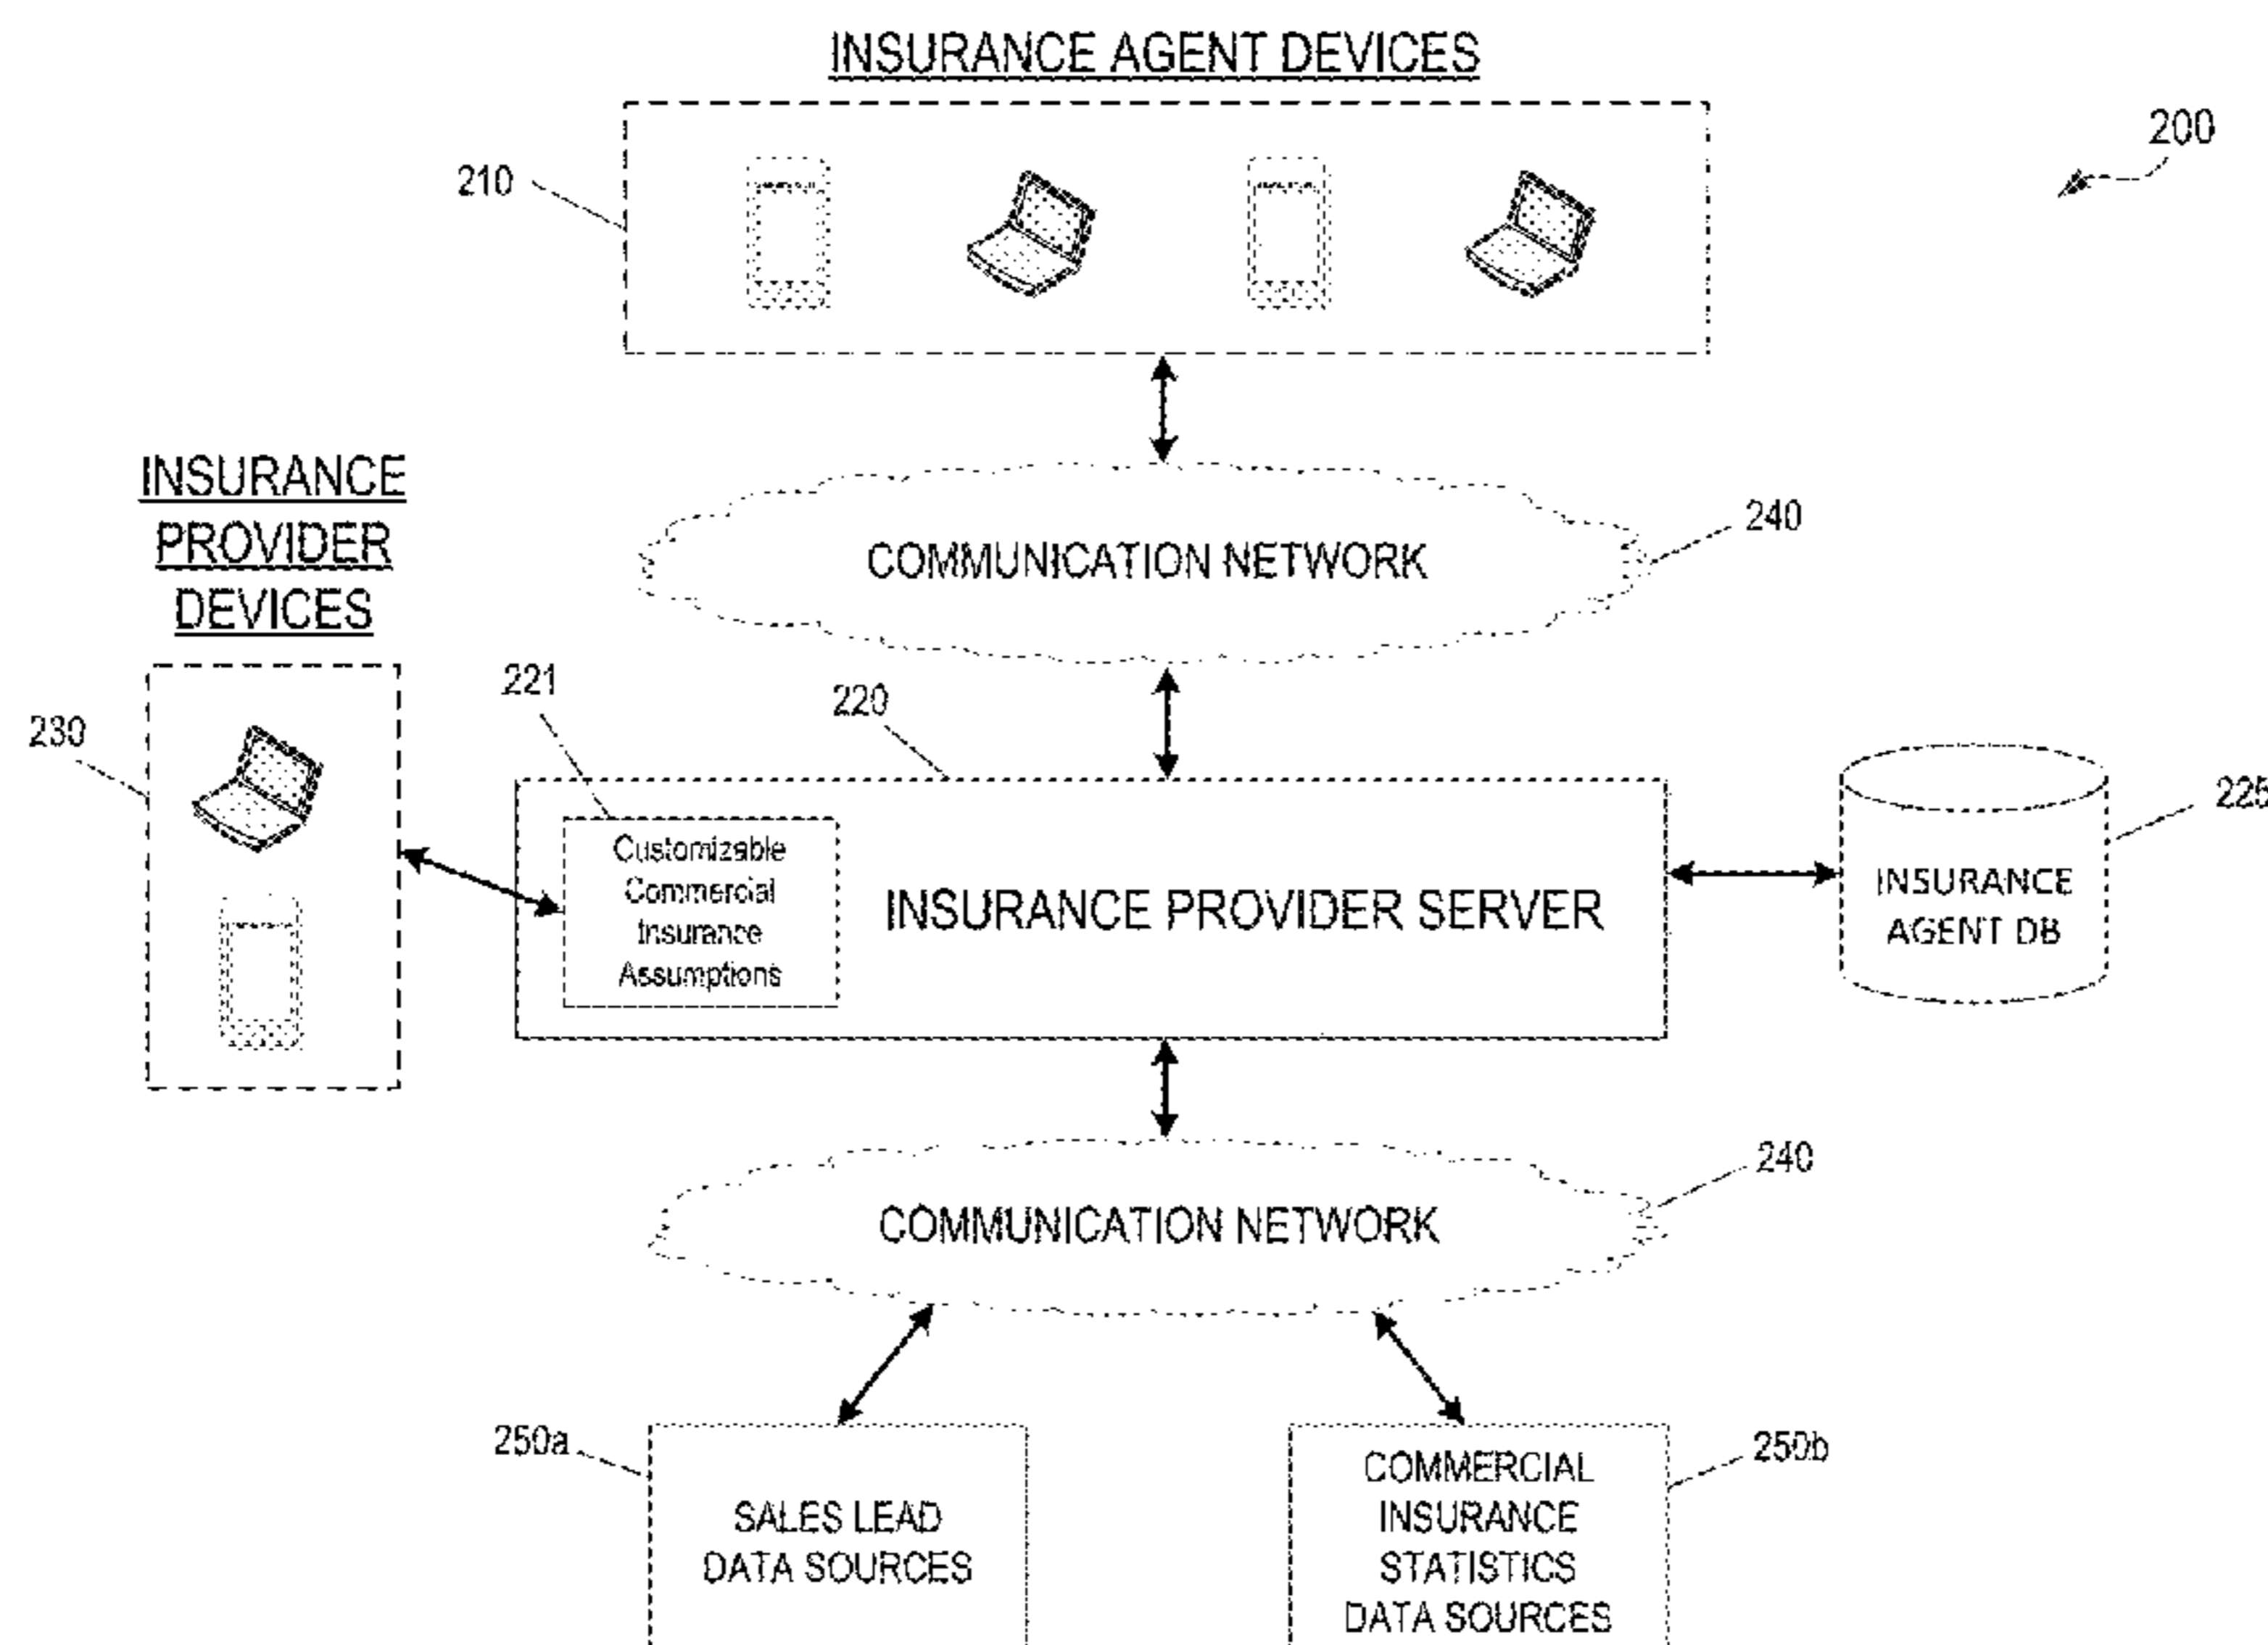 INSURANCE AGENT DEVICES
200
210
240
COMMUNICATION NETWORK
INSURANCE
PROVIDER
DEVICES
221
220
230
225
Customizable
Commercial
Insurance
Assumptions
INSURANCE PROVIDER SERVER
INSURANCE
AGENT DB
240
COMMUNICATION NETWORK
250a
250b
SALES LEAD
DATA SOURCES
COMMERCIAL
INSURANCE
STATISTICS
DATA SOURCES